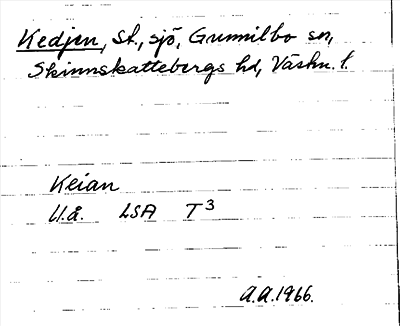 Kedjen, St., sjö, Gunnilbo sn,
Skinnskattebergs hd, Västm. l.
Keian
U.å. LSA T3
A.A.1966.